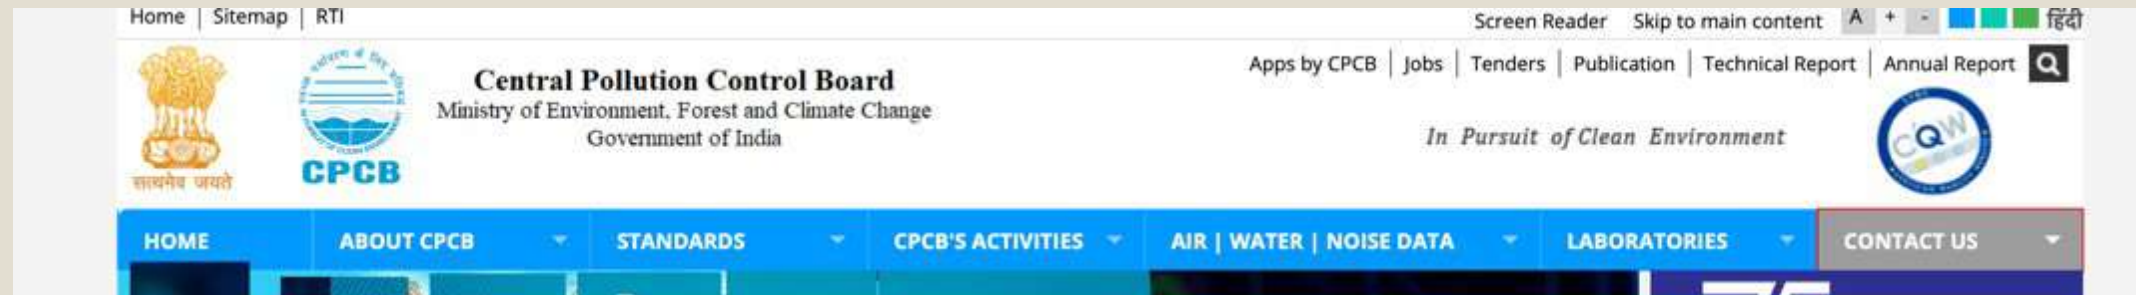 Home | Sitemap | RTI
Screen Reader Skip to main content A + - हिंदी
Apps by CPCB | Jobs | Tenders | Publication | Technical Report | Annual Report
Central Pollution Control Board
Ministry of Environment, Forest and Climate Change
Government of India
In Pursuit of Clean Environment
सत्यमेव जयते
CPCB
CQW
HOME ABOUT CPCB STANDARDS CPCB'S ACTIVITIES AIR | WATER | NOISE DATA LABORATORIES CONTACT US